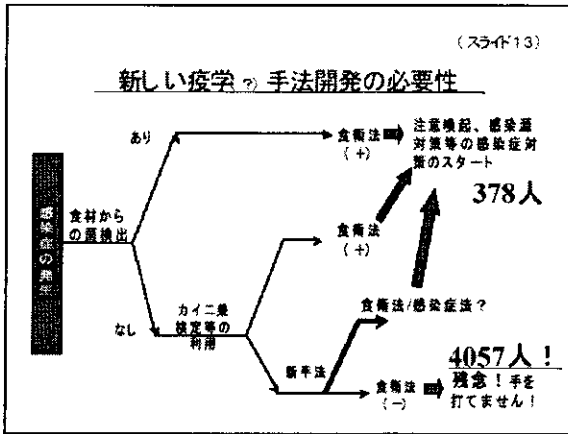 (スライド13)
新しい疫学(?)手法開発の必要性
感染症の発生
食材から
の菌検出
あり
なし
食衛法
(+)
注意喚起、感染源
対策等の感染症対
策のスタート
378人
カイ二乗
検定等の
利用
食衛法
(+)
新手法
食衛法/感染症法?
食衛法
(-)
4057人!
残念!手を
打てません!